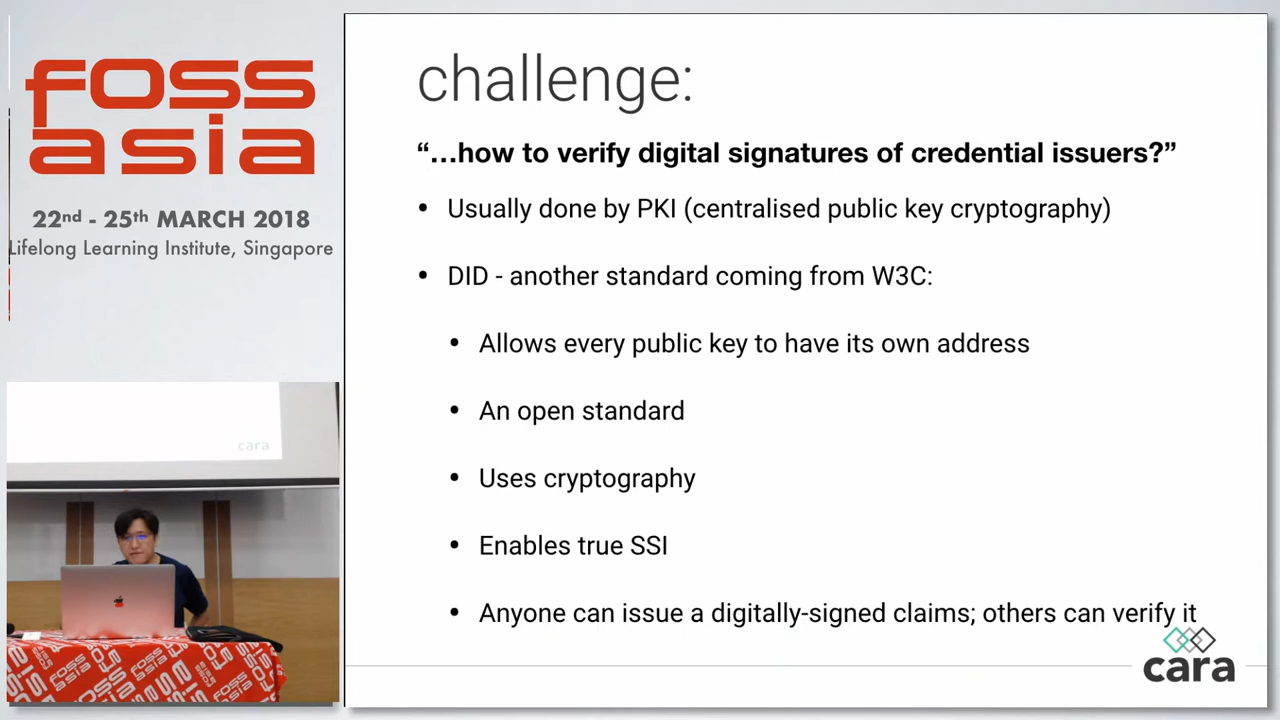 foss
asia
22nd - 25th MARCH 2018
Lifelong Learning Institute, Singapore
challenge:
“…how to verify digital signatures of credential issuers?”
• Usually done by PKI (centralised public key cryptography)
• DID - another standard coming from W3C:
• Allows every public key to have its own address
• An open standard
• Uses cryptography
• Enables true SSI
• Anyone can issue a digitally-signed claims; others can verify it
cara
cara